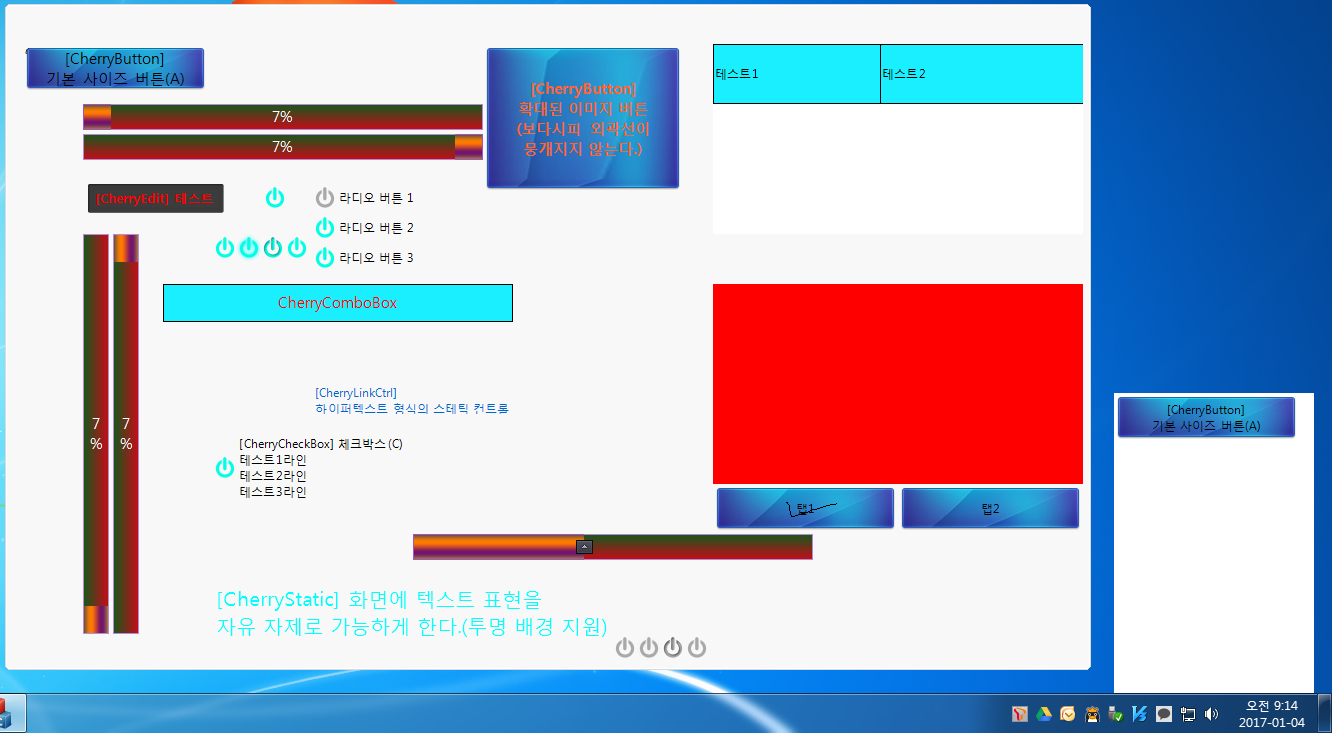 [CherryButton]
기본 사이즈 버튼(A)
7%
7%
[CherryButton]
확대된 이미지 버튼
(보다시피 외곽선이
뭉개지지 않는다.)
테스트1
테스트2
[CherryEdit] 테스트
라디오 버튼 1
라디오 버튼 2
라디오 버튼 3
CherryComboBox
7
%
7
%
[CherryLinkCtrl]
하이퍼텍스트 형식의 스테틱 컨트롤
[CherryCheckBox] 체크박스(C)
테스트1라인
테스트2라인
테스트3라인
탭1
탭2
[CherryStatic] 화면에 텍스트 표현을
자유 자제로 가능하게 한다.(투명 배경 지원)
[CherryButton]
기본 사이즈 버튼(A)
오전 9:14
2017-01-04